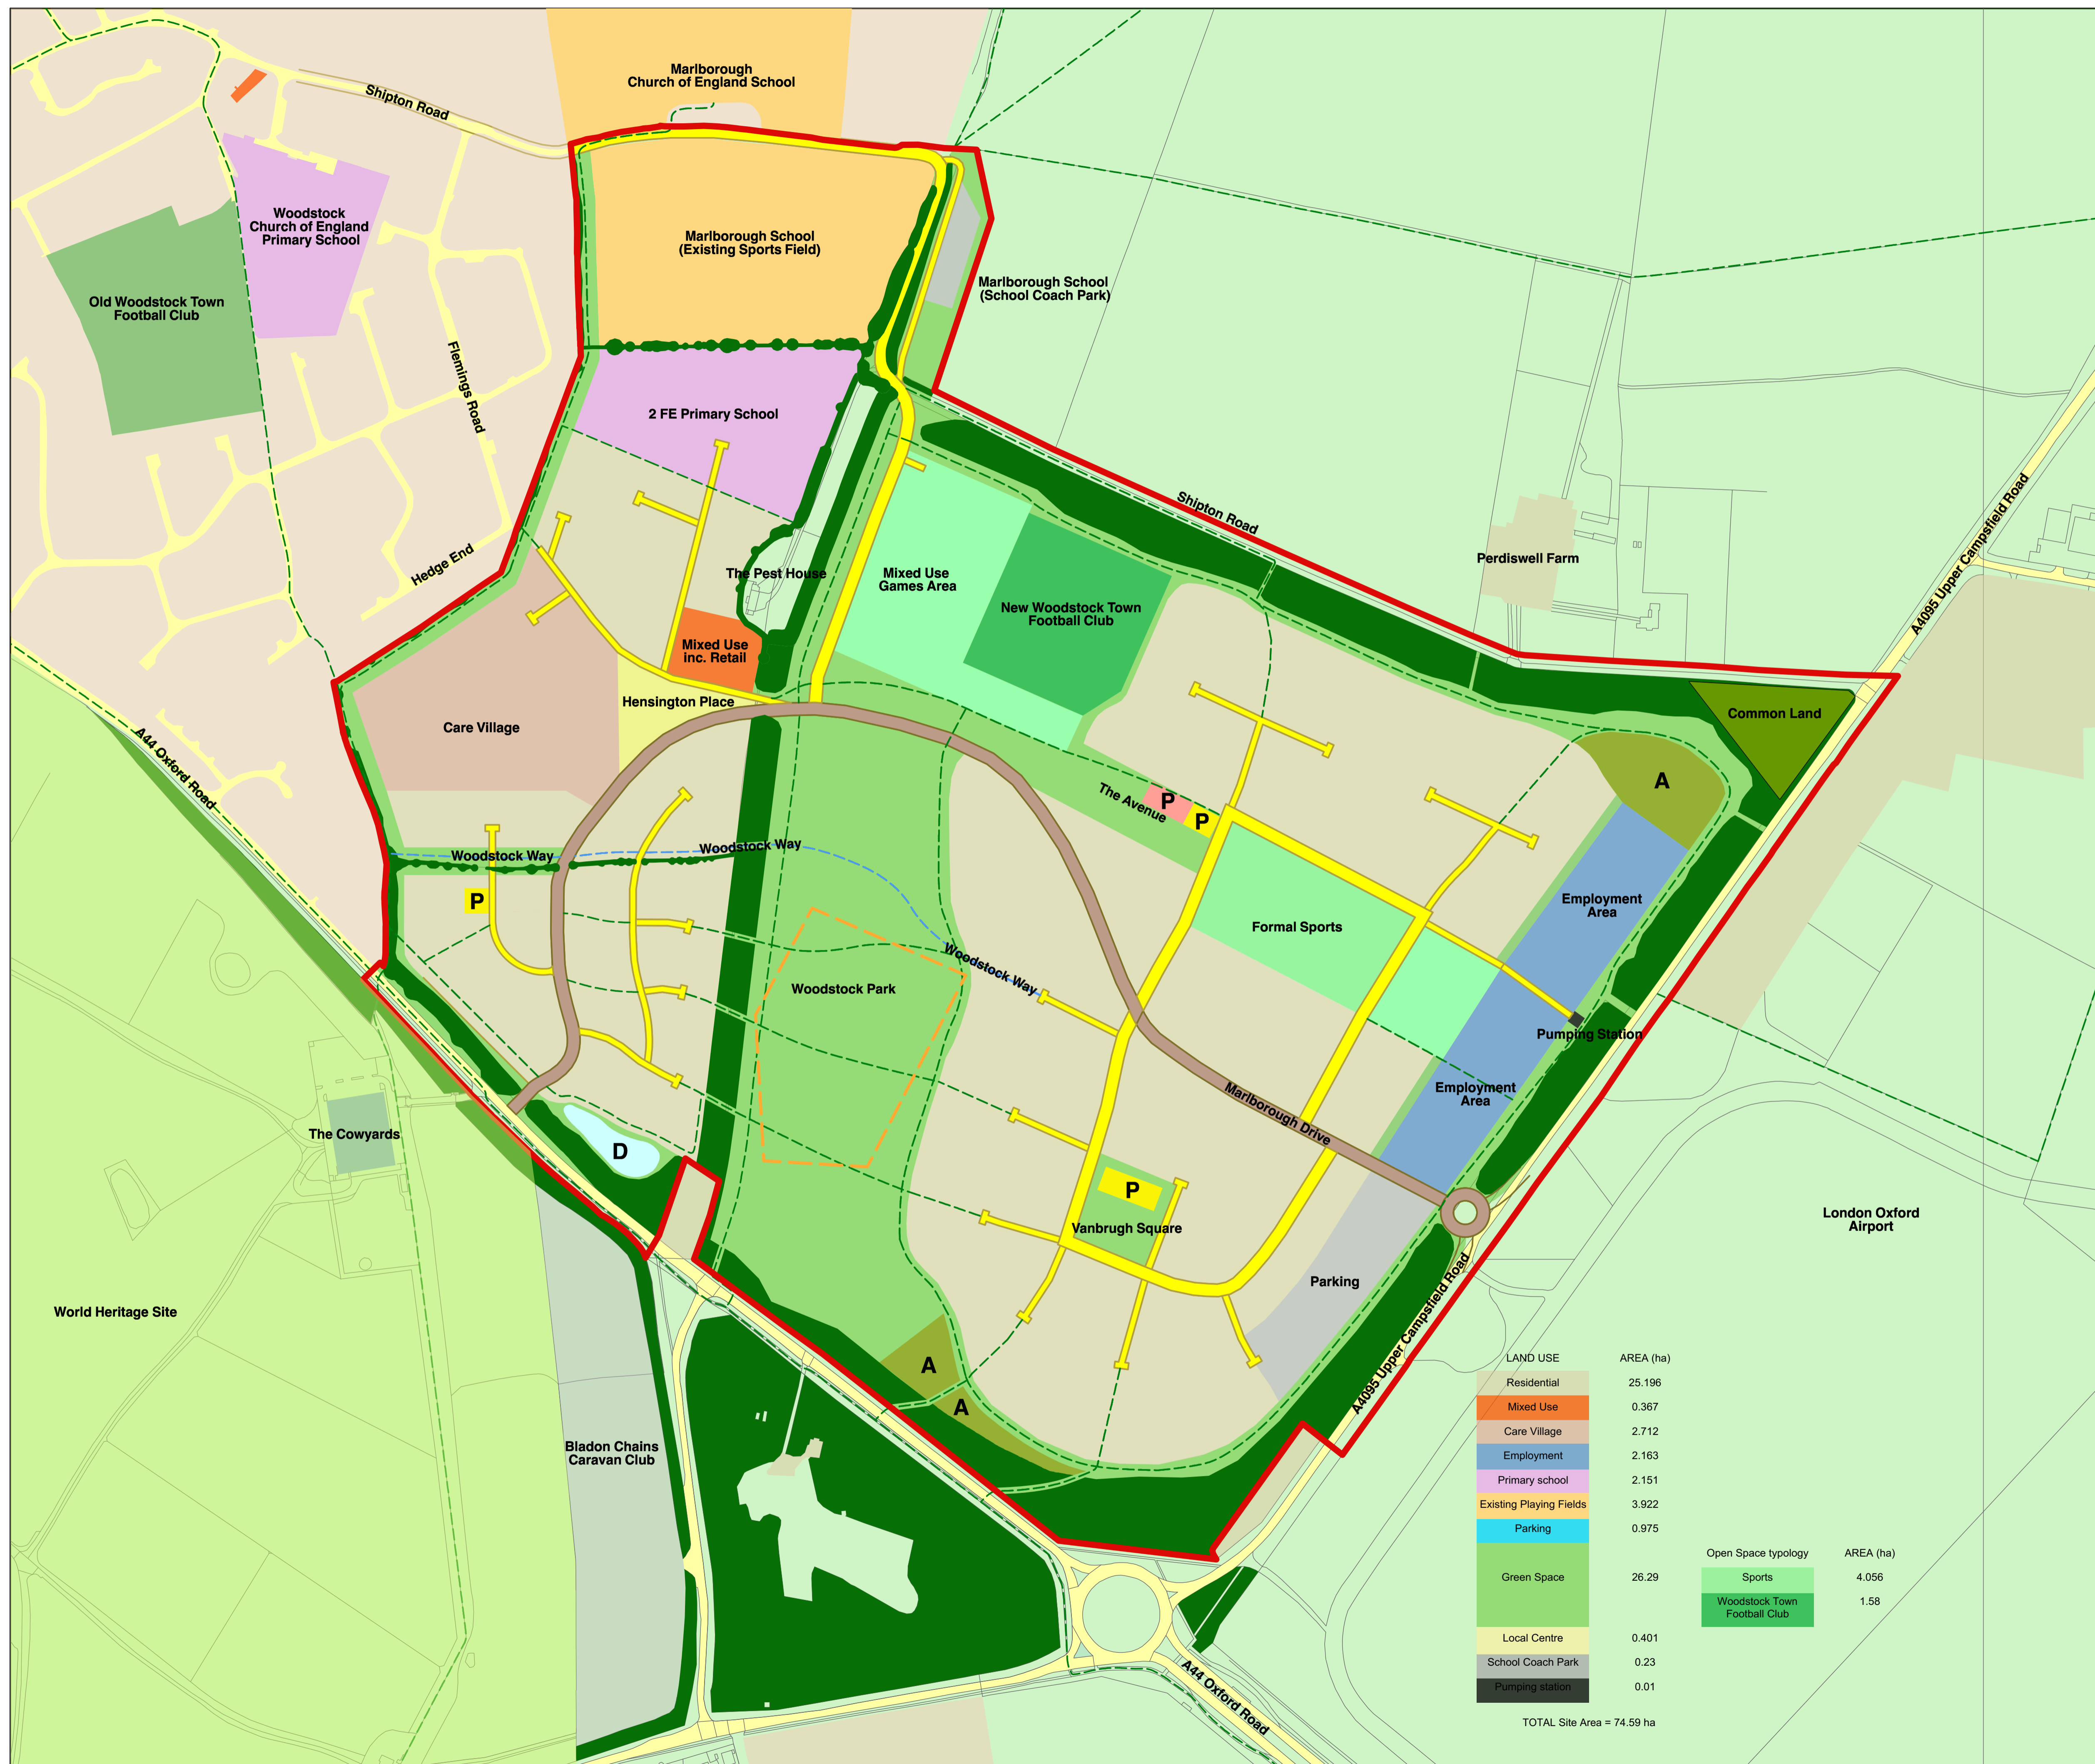 Marlborough
Church of England School
Shipton Road
Woodstock
Church of England
Primary School
Marlborough School
(Existing Sports Field)
Marlborough School
(School Coach Park)
Old Woodstock Town
Football Club
Flemings Road
2 FE Primary School
Shipton Road
A4095 Upper Campsfield Road
Hedge End
The Pest House
Mixed Use
Games Area
Perdiswell Farm
New Woodstock Town
Football Club
Mixed Use
inc. Retail
Hensington Place
Care Village
Common Land
A44 Oxford Road
A
The Avenue
P
P
Woodstock Way
Woodstock Way
P
Employment
Area
Formal Sports
Woodstock Way
Woodstock Park
Pumping Station
Employment
Area
Marlborough Drive
The Cowyards
D
P
Vanbrugh Square
London Oxford
Airport
Parking
World Heritage Site
A4095 Upper Campsfield Road
A
A
Bladon Chains
Caravan Club
A44 Oxford Road
LAND USE AREA (ha)
Residential 25.196
Mixed Use 0.367
Care Village 2.712
Employment 2.163
Primary school 2.151
Existing Playing Fields 3.922
Parking 0.975
Green Space 26.29
Open Space typology AREA (ha)
Sports 4.056
Woodstock Town
Football Club 1.58
Local Centre 0.401
School Coach Park 0.23
Pumping station 0.01
TOTAL Site Area = 74.59 ha